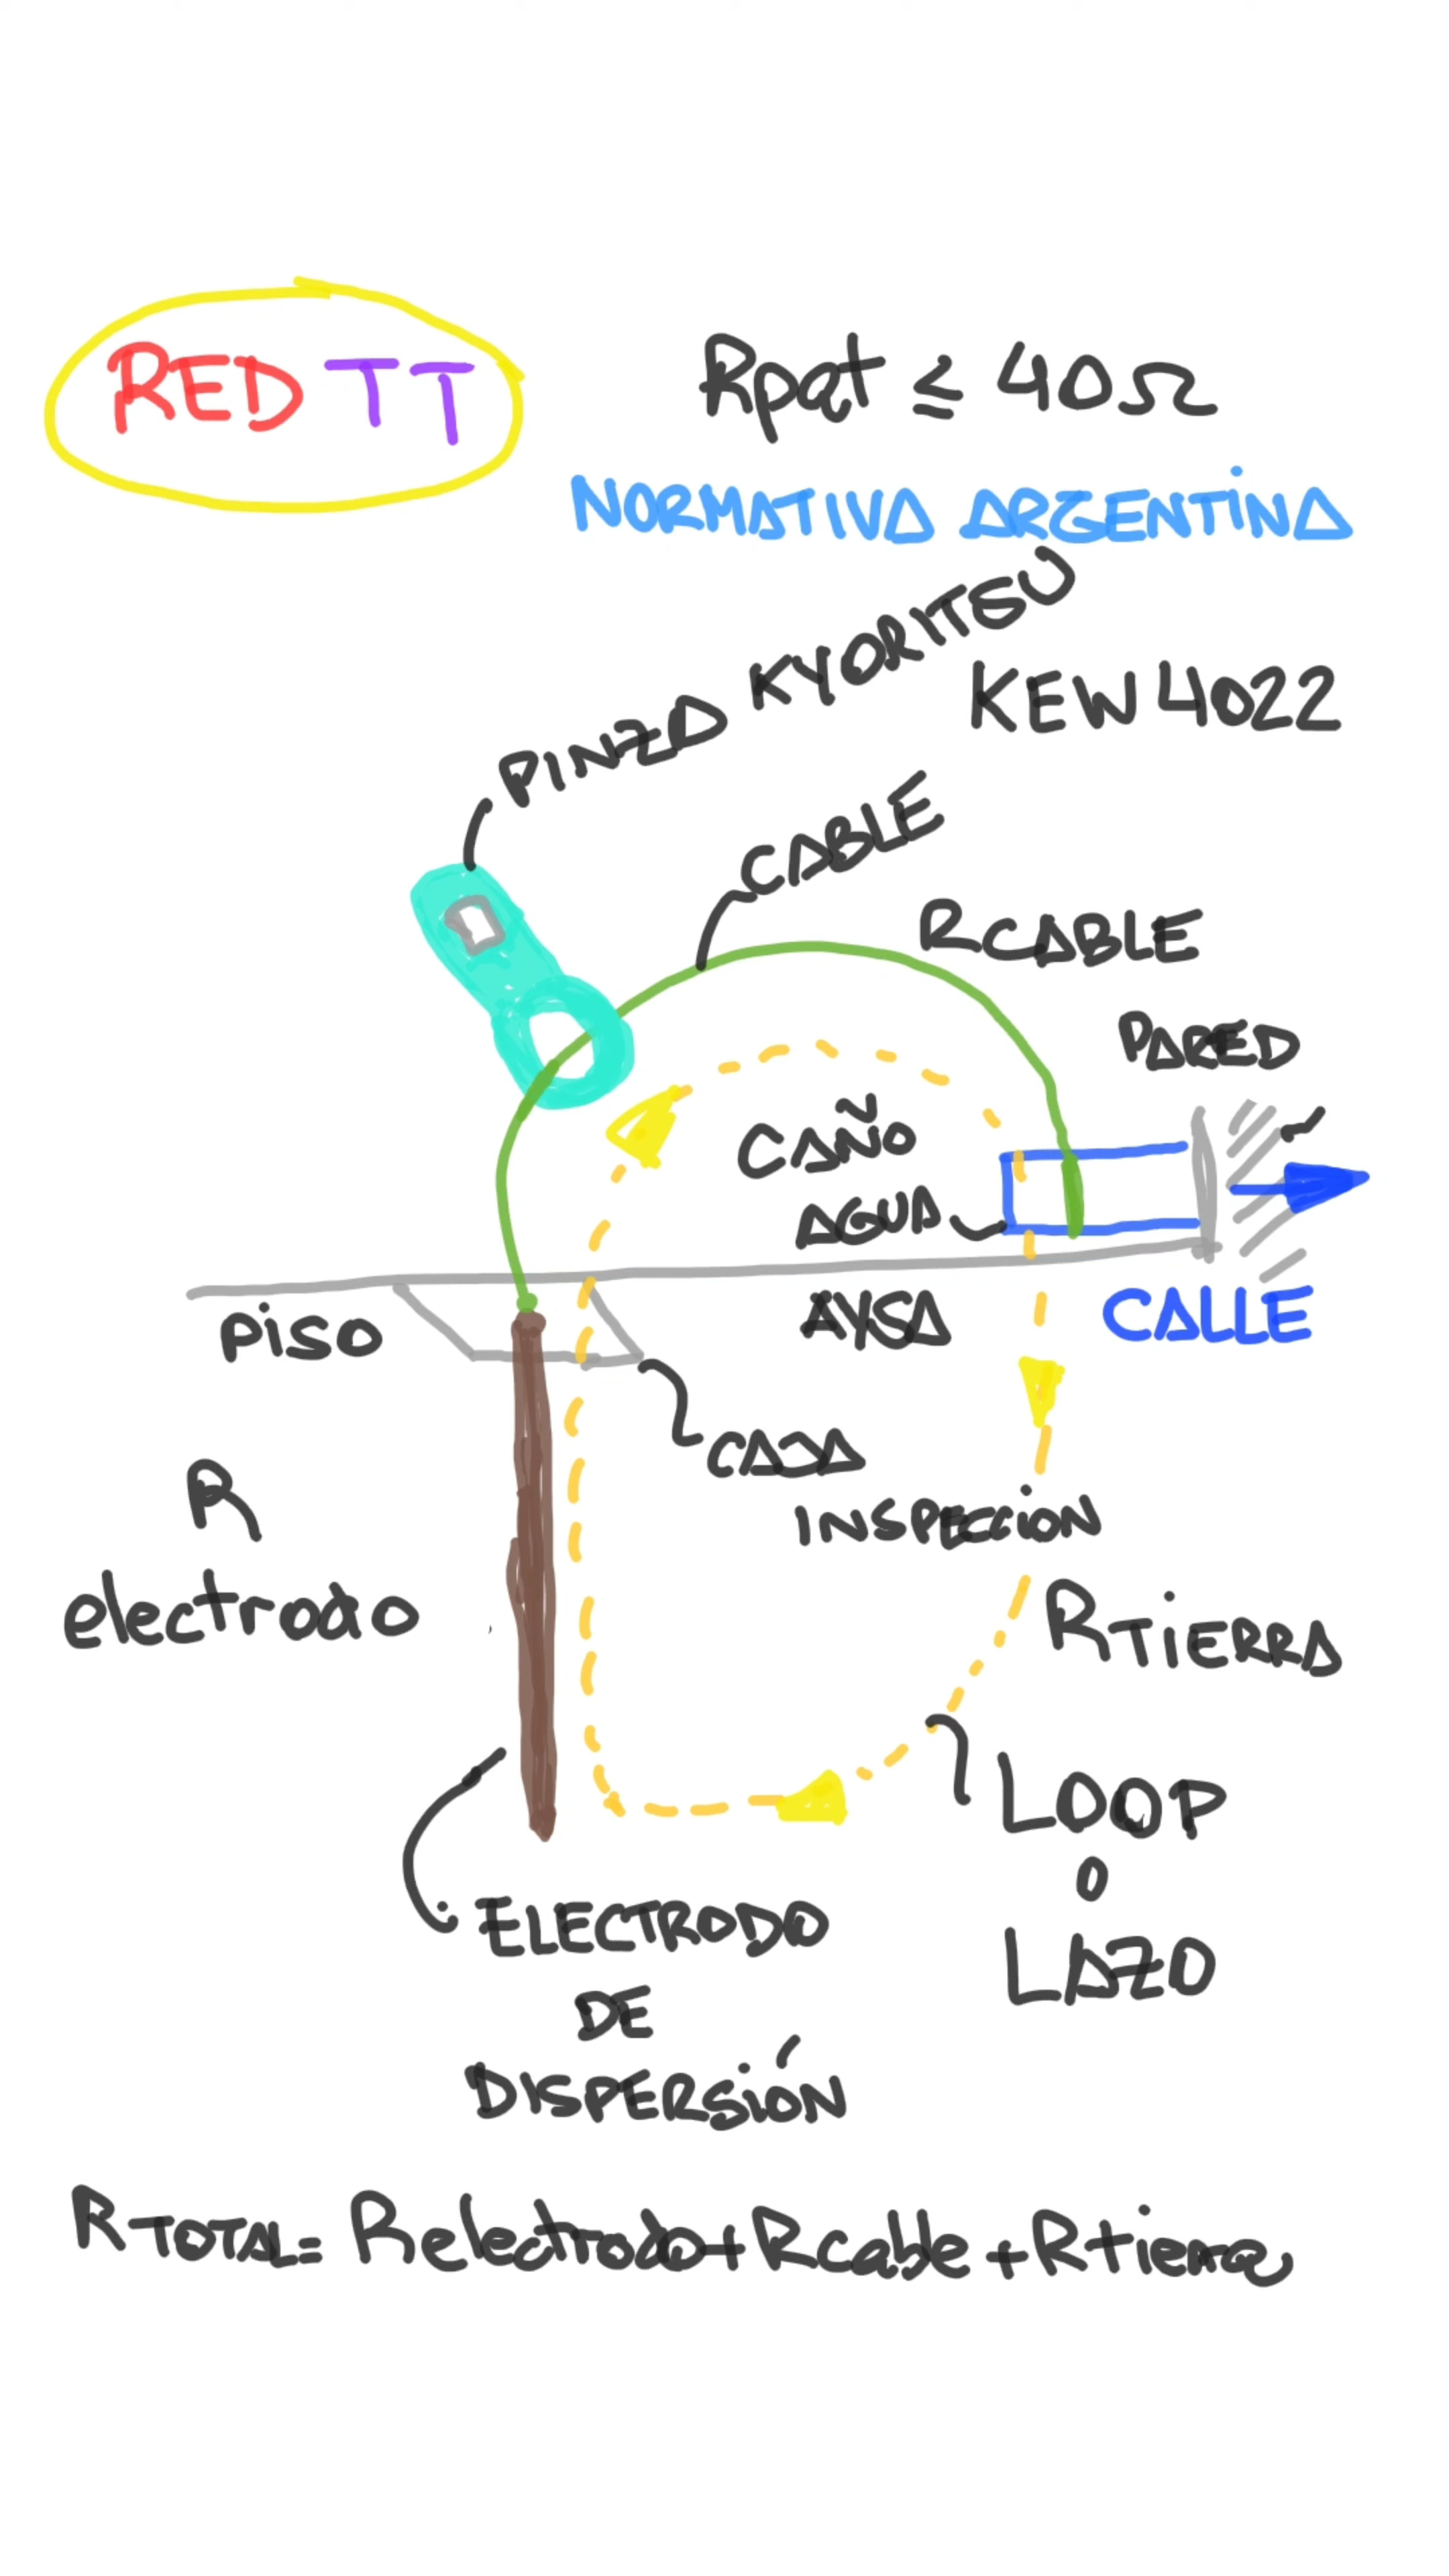 RED TT
Rpat ≤ 40Ω
NORMATIVA ARGENTINA
PINZA KYORITSU
KEW 4022
CABLE
RCABLE
PARED
CAÑO
AGUA
AYSA
CALLE
PISO
CAJA
INSPECCION
R
electrodo
RTIERRA
LOOP
O
LAZO
ELECTRODO
DE
DISPERSIÓN
RTOTAL= Relectrodo+Rcable+Rtierra